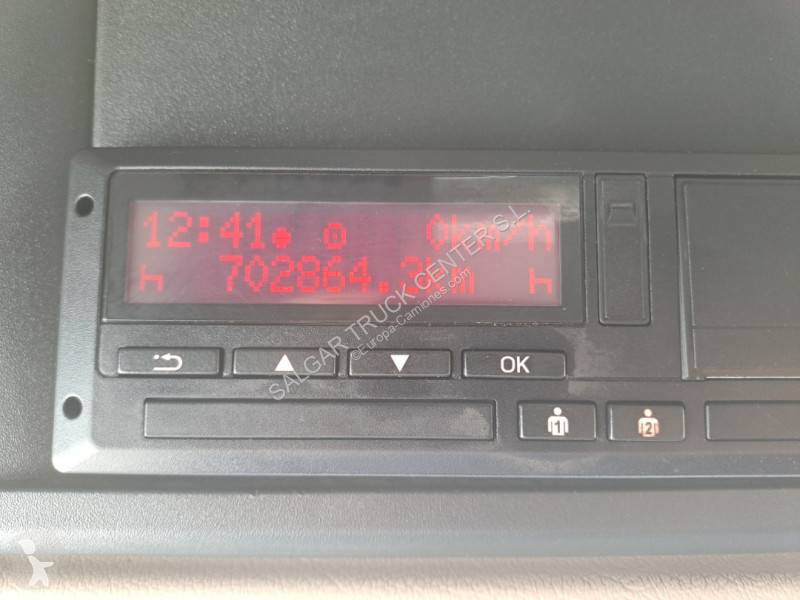 12:41 0km/h
702864.3km
OK
1
2
SALGAR TRUCK CENTER S.L.
©Europa-Camiones.com